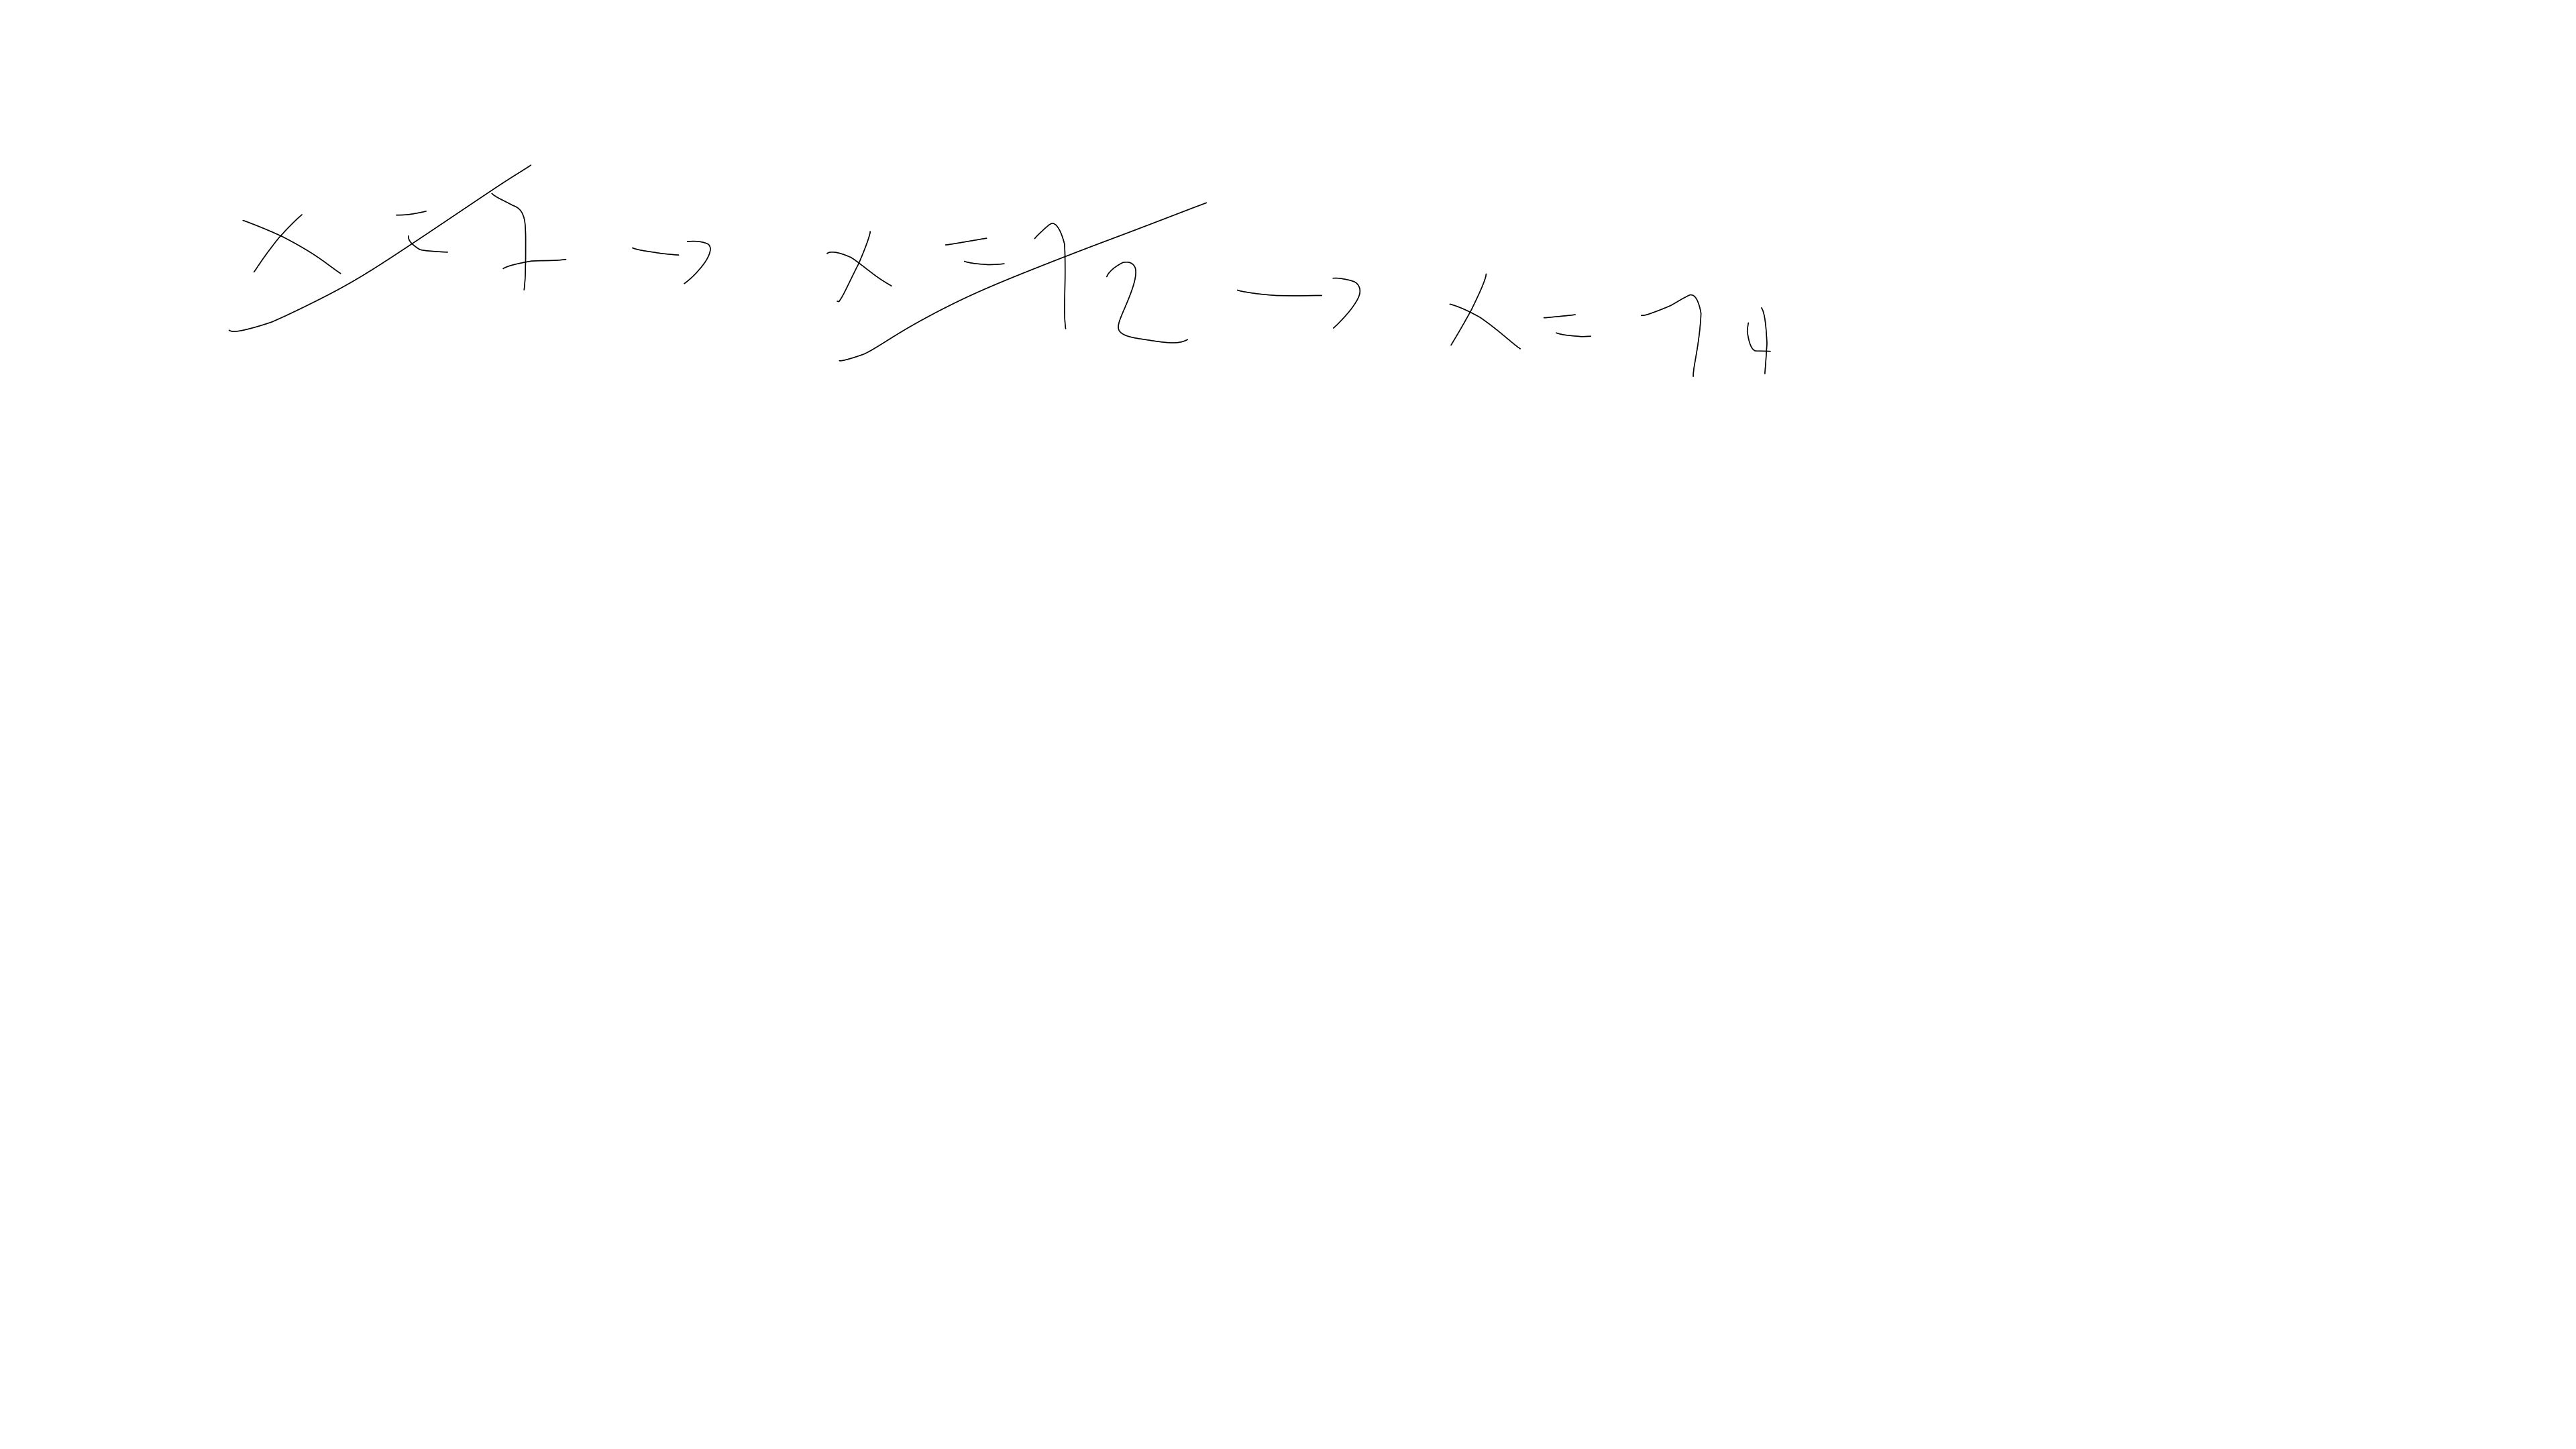 x = 7 → x = 12 → x = 14